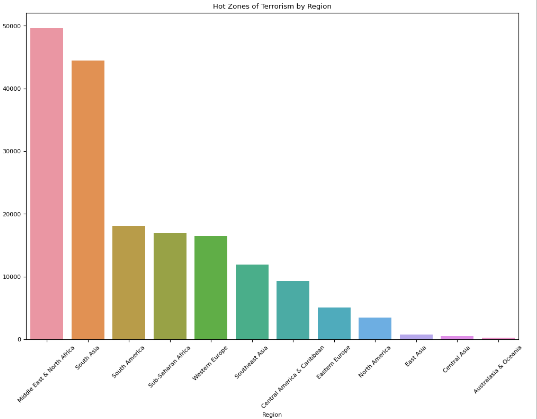 Hot Zones of Terrorism by Region
50000
40000
30000
20000
10000
0
Middle East & North Africa
South Asia
South America
Sub-Saharan Africa
Western Europe
Southeast Asia
Central America & Caribbean
Eastern Europe
North America
East Asia
Central Asia
Australasia & Oceania
Region